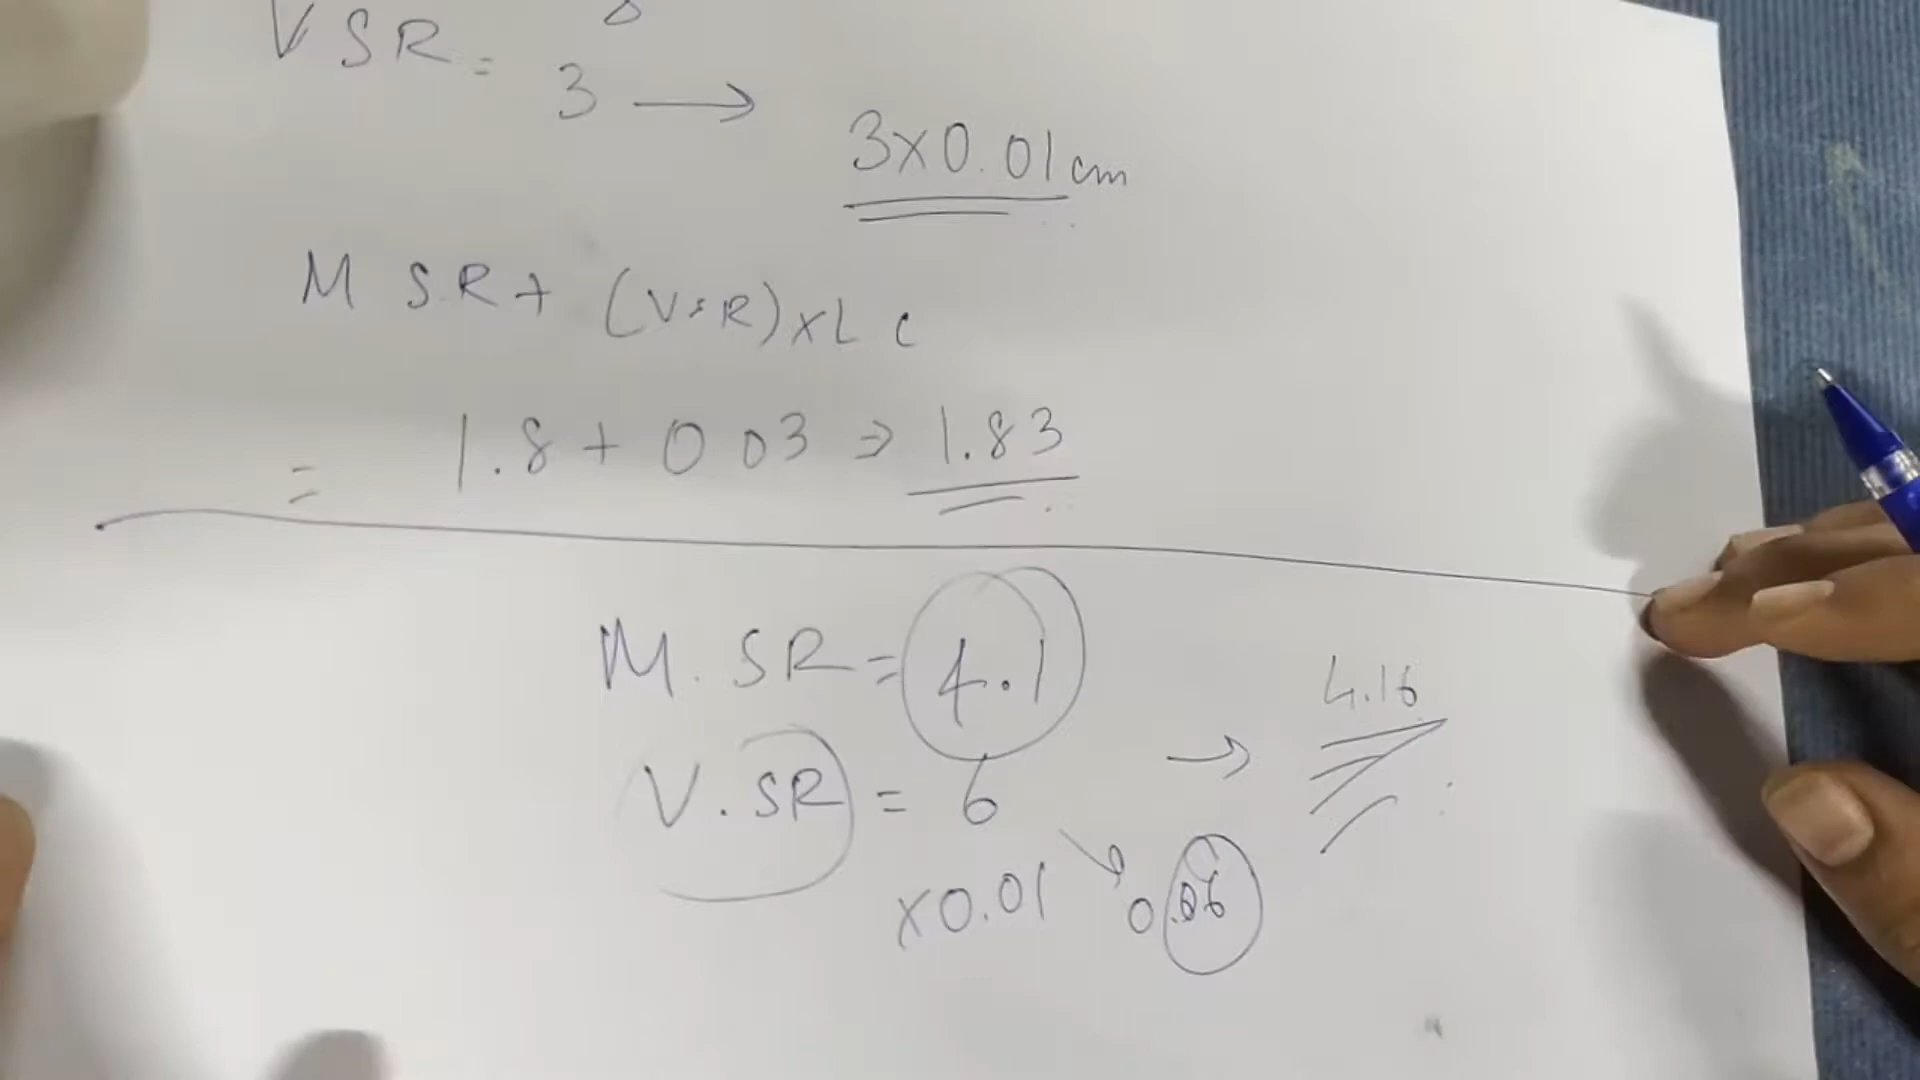 VSR =
3 →
3×0.01 cm
M S.R + (VSR) × L C
= 1.8 + 0 03 ⇒ 1.83
M. SR = 4.1
V. SR = 6 → 4.16
×0.01 0.06